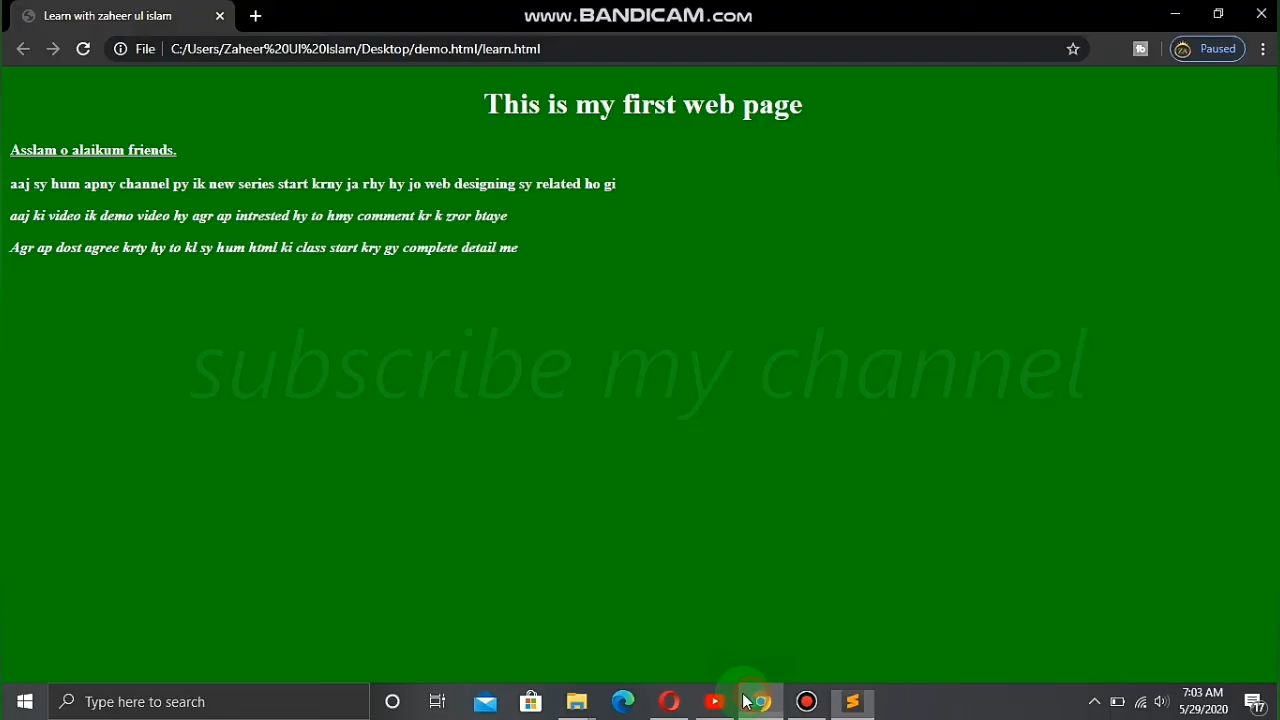 Learn with zaheer ul islam
www.BANDICAM.com
File
C:/Users/Zaheer%20Ul%20Islam/Desktop/demo.html/learn.html
Paused
This is my first web page
Asslam o alaikum friends.
aaj sy hum apny channel py ik new series start krny ja rhy hy jo web designing sy related ho gi
aaj ki video ik demo video hy agr ap intrested hy to hmy comment kr k zror btaye
Agr ap dost agree krty hy to kl sy hum html ki class start kry gy complete detail me
subscribe my channel
Type here to search
7:03 AM
5/29/2020
17